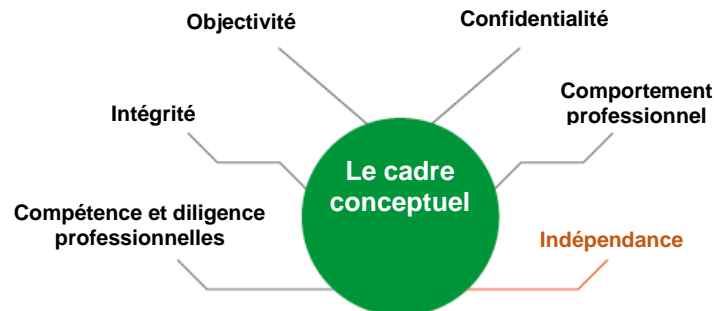 Objectivité
Confidentialité
Intégrité
Comportement
professionnel
Le cadre
conceptuel
Compétence et diligence
professionnelles
Indépendance